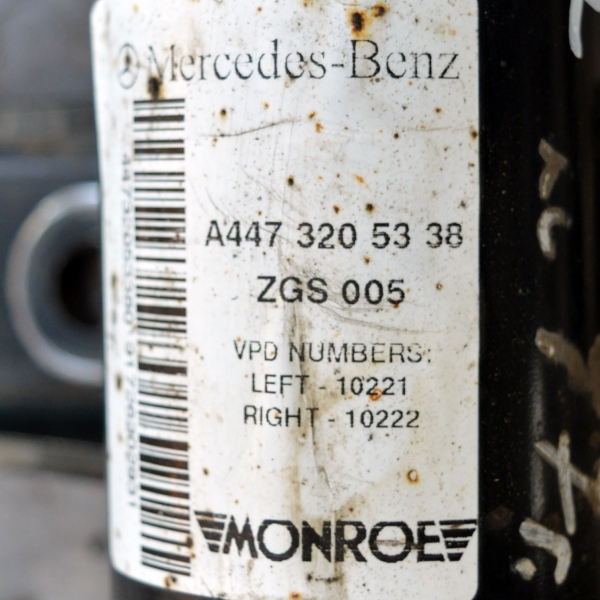 Mercedes-Benz
A447 320 53 38
ZGS 005
VPD NUMBERS:
LEFT - 10221
RIGHT - 10222
MONROE